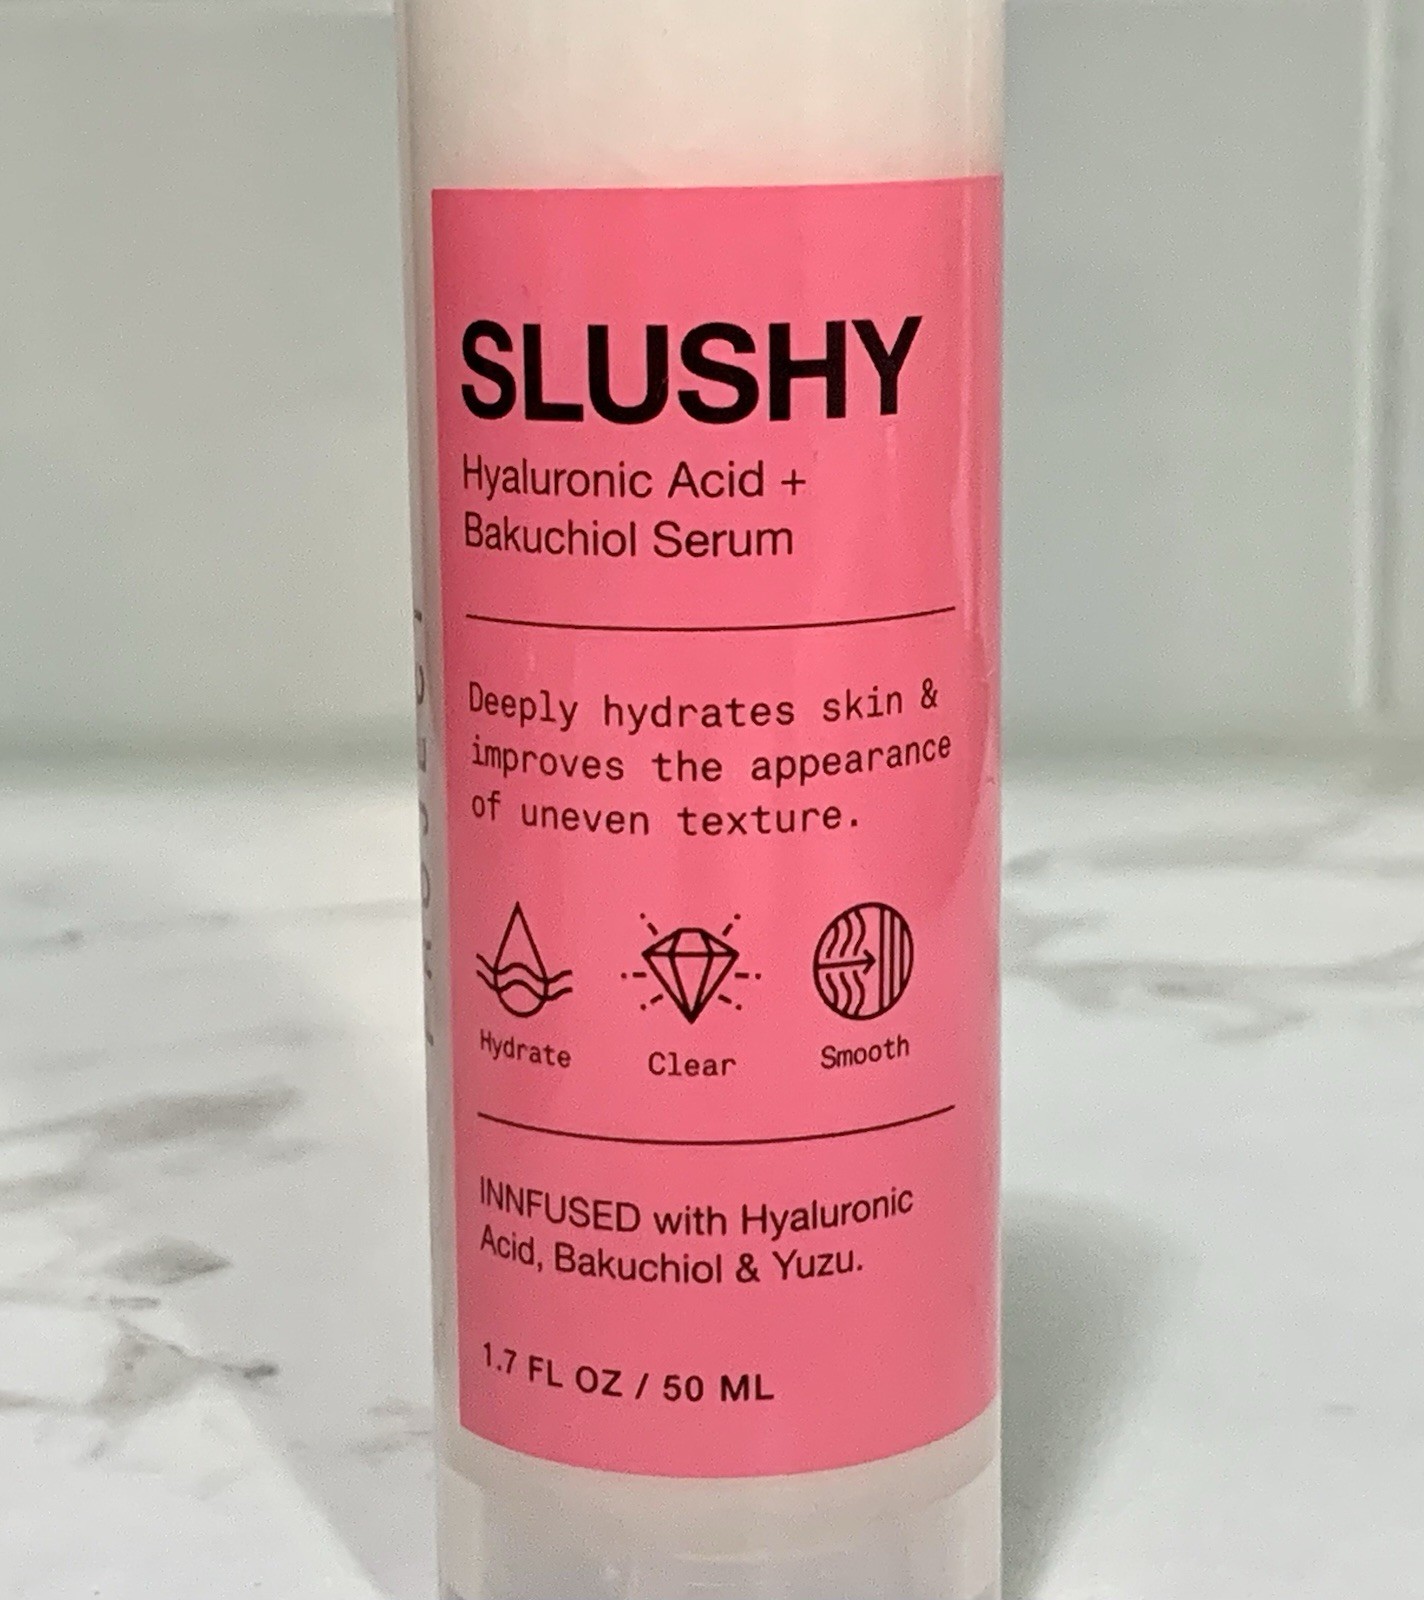 SLUSHY
Hyaluronic Acid +
Bakuchiol Serum
Deeply hydrates skin &
improves the appearance
of uneven texture.
Hydrate
Clear
Smooth
INNFUSED with Hyaluronic
Acid, Bakuchiol & Yuzu.
1.7 FL OZ / 50 ML